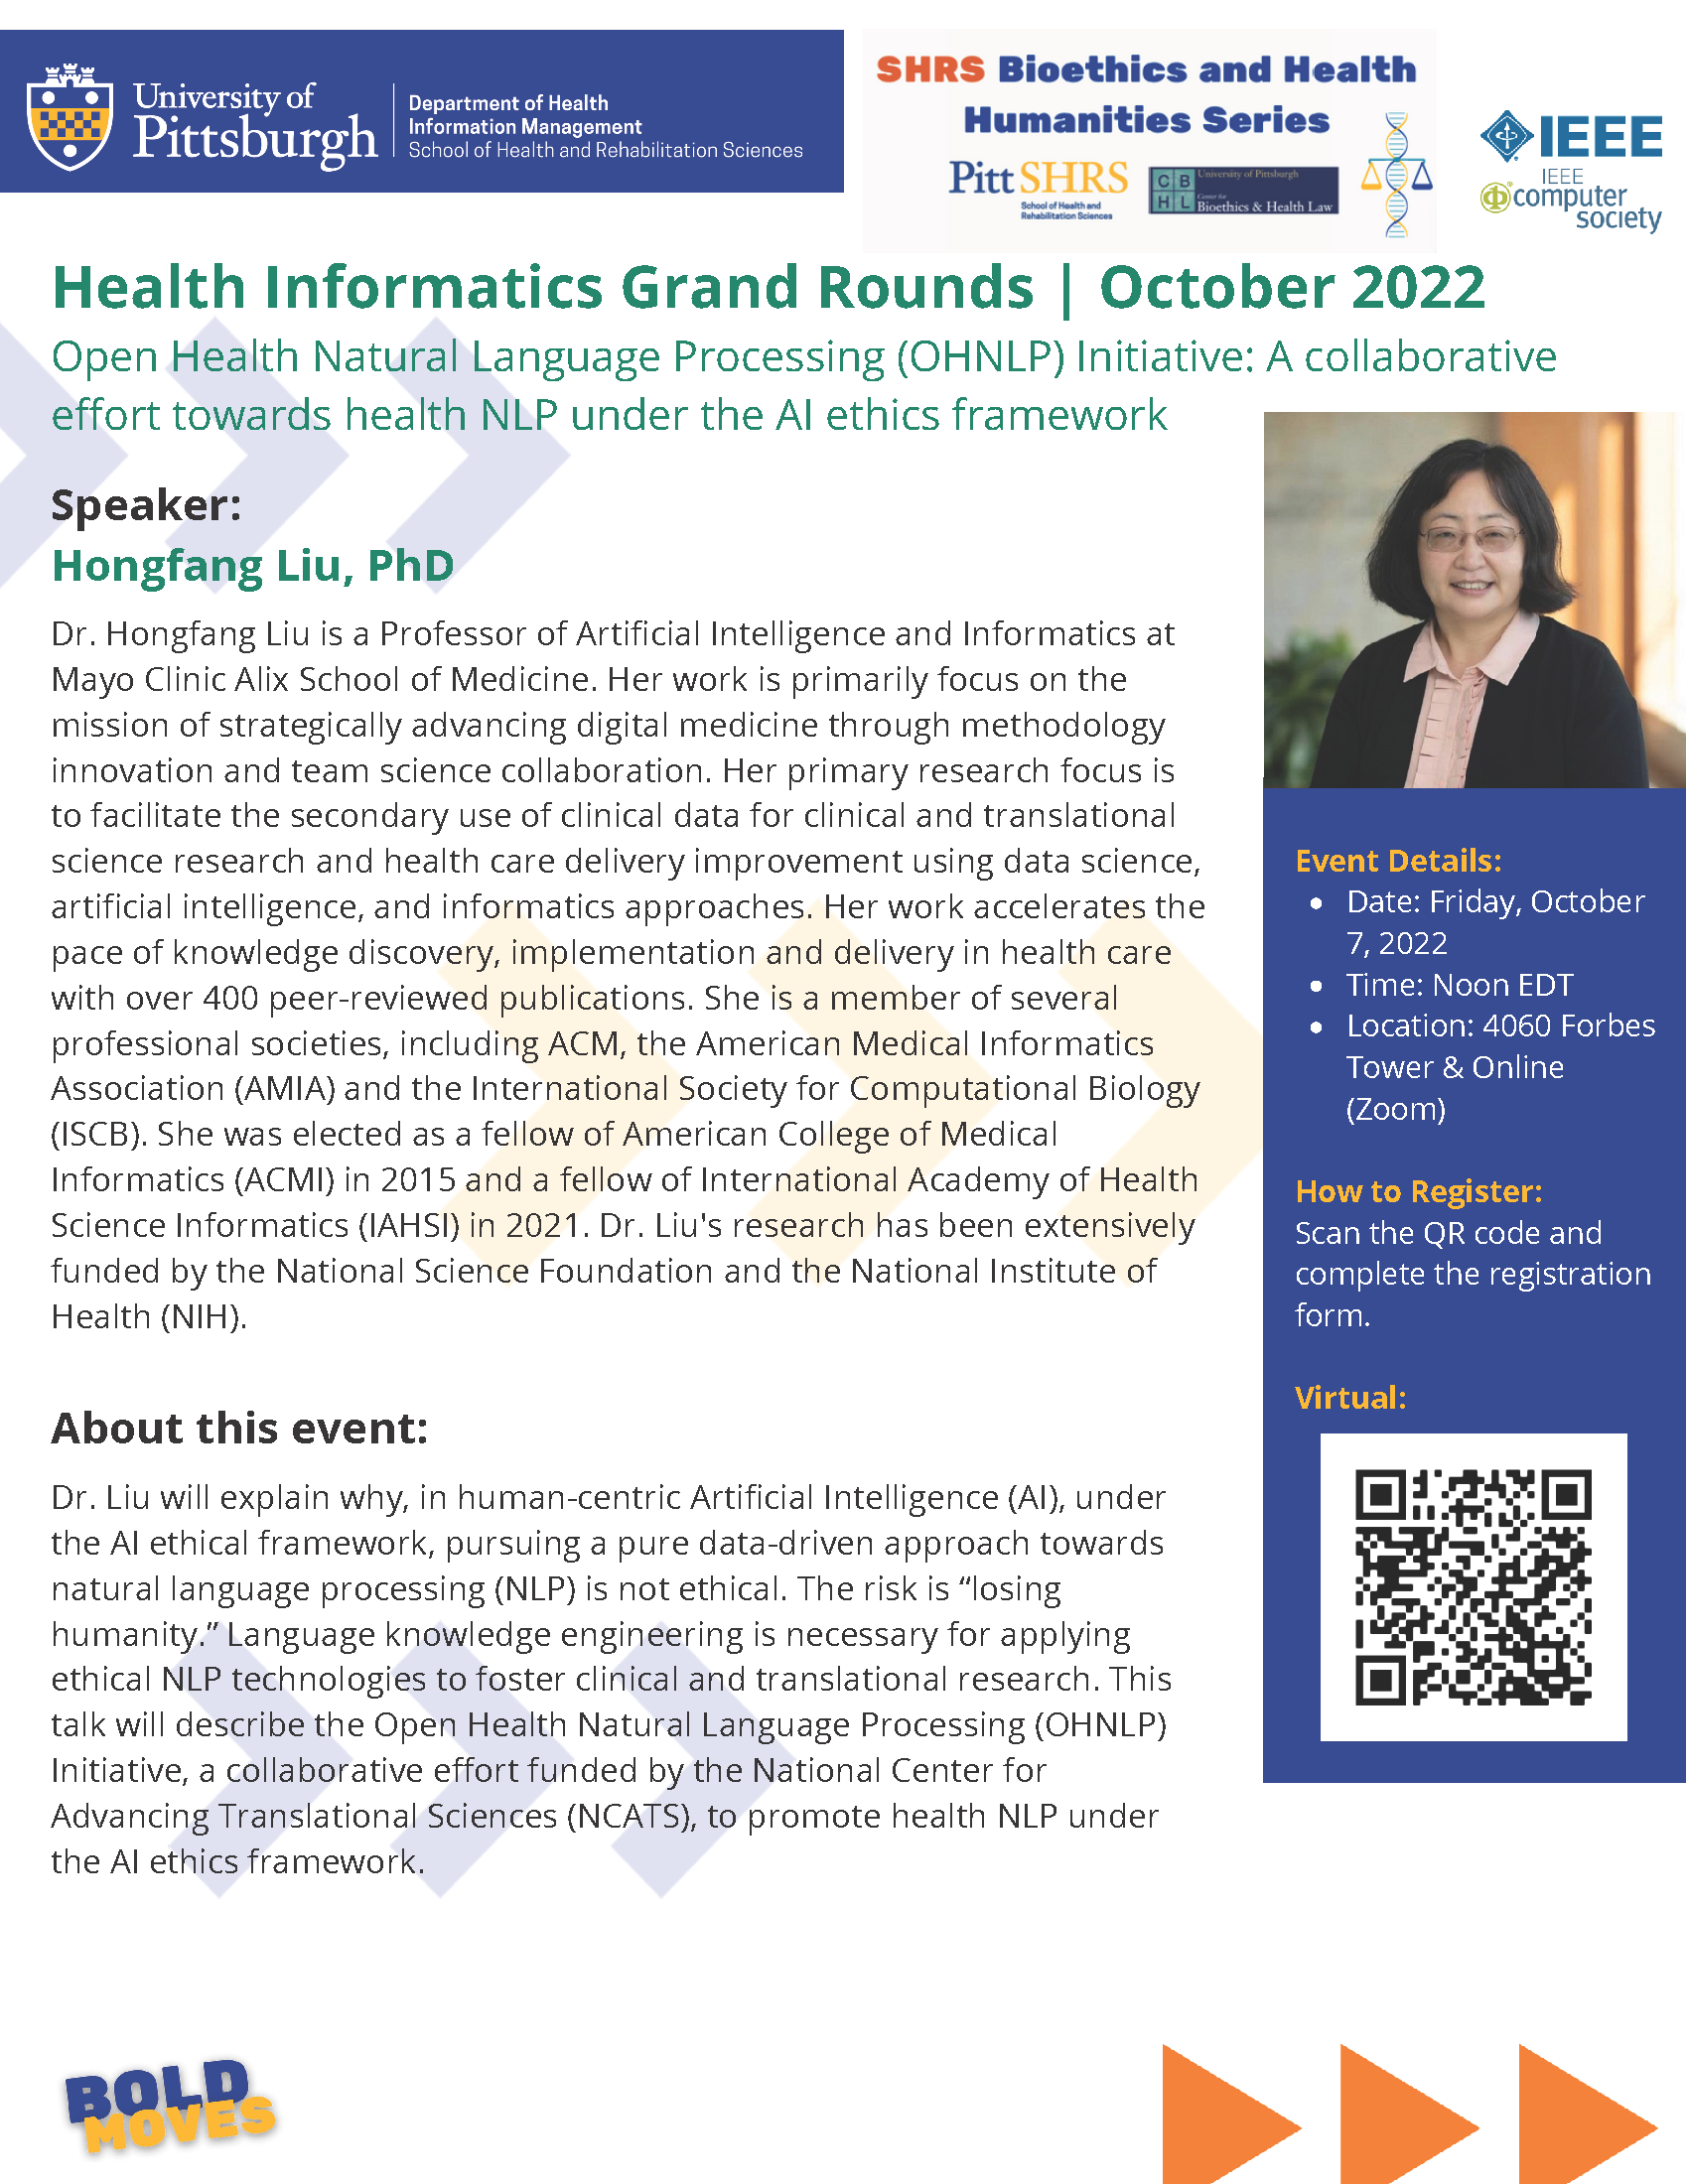 University of
Pittsburgh
Department of Health
Information Management
School of Health and Rehabilitation Sciences
SHRS Bioethics and Health
Humanities Series
Pitt SHRS
School of Health and
Rehabilitation Sciences
C B
H L
University of Pittsburgh
Center for
Bioethics & Health Law
IEEE
IEEE
computer
society
Health Informatics Grand Rounds | October 2022
Open Health Natural Language Processing (OHNLP) Initiative: A collaborative
effort towards health NLP under the AI ethics framework
Speaker:
Hongfang Liu, PhD
Dr. Hongfang Liu is a Professor of Artificial Intelligence and Informatics at
Mayo Clinic Alix School of Medicine. Her work is primarily focus on the
mission of strategically advancing digital medicine through methodology
innovation and team science collaboration. Her primary research focus is
to facilitate the secondary use of clinical data for clinical and translational
science research and health care delivery improvement using data science,
artificial intelligence, and informatics approaches. Her work accelerates the
pace of knowledge discovery, implementation and delivery in health care
with over 400 peer-reviewed publications. She is a member of several
professional societies, including ACM, the American Medical Informatics
Association (AMIA) and the International Society for Computational Biology
(ISCB). She was elected as a fellow of American College of Medical
Informatics (ACMI) in 2015 and a fellow of International Academy of Health
Science Informatics (IAHSI) in 2021. Dr. Liu's research has been extensively
funded by the National Science Foundation and the National Institute of
Health (NIH).
About this event:
Dr. Liu will explain why, in human-centric Artificial Intelligence (AI), under
the AI ethical framework, pursuing a pure data-driven approach towards
natural language processing (NLP) is not ethical. The risk is “losing
humanity.” Language knowledge engineering is necessary for applying
ethical NLP technologies to foster clinical and translational research. This
talk will describe the Open Health Natural Language Processing (OHNLP)
Initiative, a collaborative effort funded by the National Center for
Advancing Translational Sciences (NCATS), to promote health NLP under
the AI ethics framework.
Event Details:
• Date: Friday, October
7, 2022
• Time: Noon EDT
• Location: 4060 Forbes
Tower & Online
(Zoom)
How to Register:
Scan the QR code and
complete the registration
form.
Virtual:
BOLD
MOVES